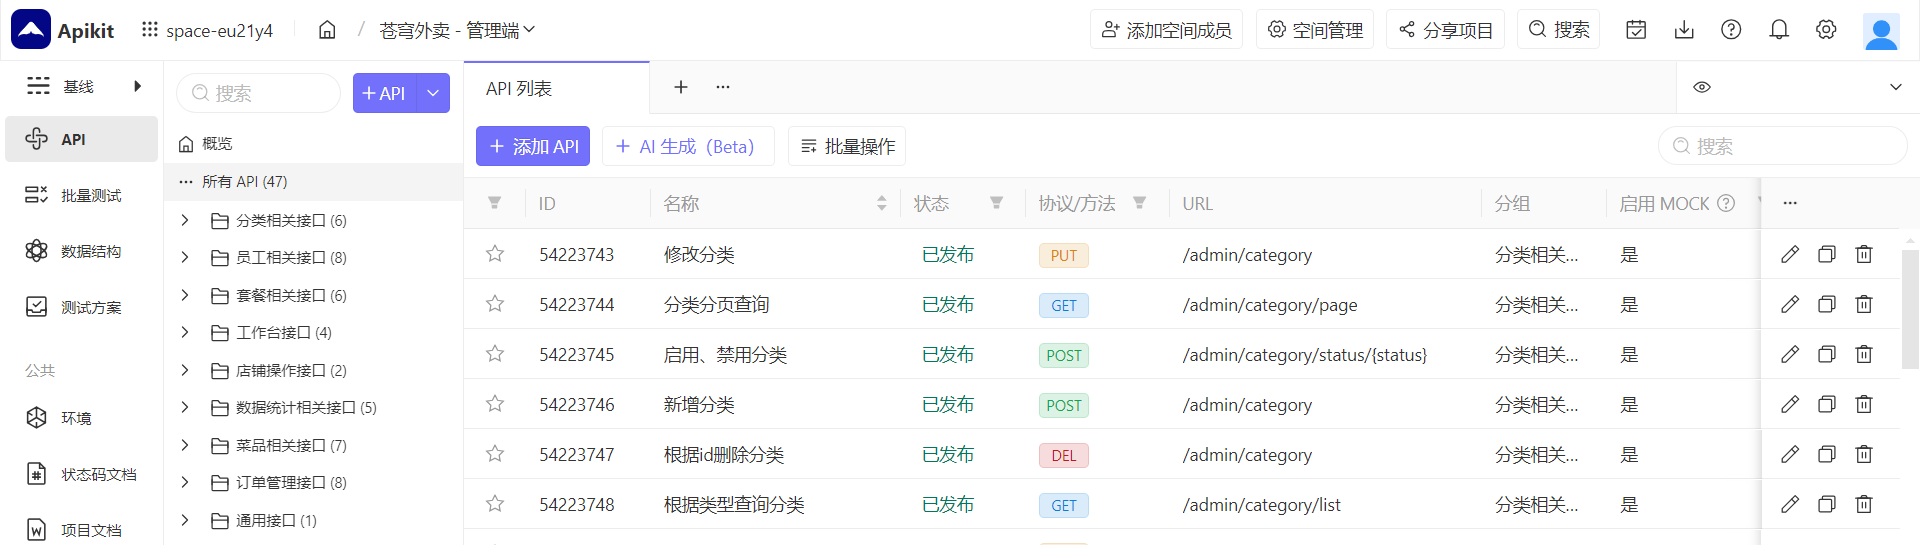 Apikit space-eu21y4 / 苍穹外卖 - 管理端 添加空间成员 空间管理 分享项目 搜索
基线
API
批量测试
数据结构
测试方案
公共
环境
状态码文档
项目文档
搜索 + API
概览
所有 API (47)
分类相关接口 (6)
员工相关接口 (8)
套餐相关接口 (6)
工作台接口 (4)
店铺操作接口 (2)
数据统计相关接口 (5)
菜品相关接口 (7)
订单管理接口 (8)
通用接口 (1)
API 列表
+ 添加 API + AI 生成（Beta） 批量操作 搜索
ID 名称 状态 协议/方法 URL 分组 启用 MOCK
54223743 修改分类 已发布 PUT /admin/category 分类相关... 是
54223744 分类分页查询 已发布 GET /admin/category/page 分类相关... 是
54223745 启用、禁用分类 已发布 POST /admin/category/status/{status} 分类相关... 是
54223746 新增分类 已发布 POST /admin/category 分类相关... 是
54223747 根据id删除分类 已发布 DEL /admin/category 分类相关... 是
54223748 根据类型查询分类 已发布 GET /admin/category/list 分类相关... 是